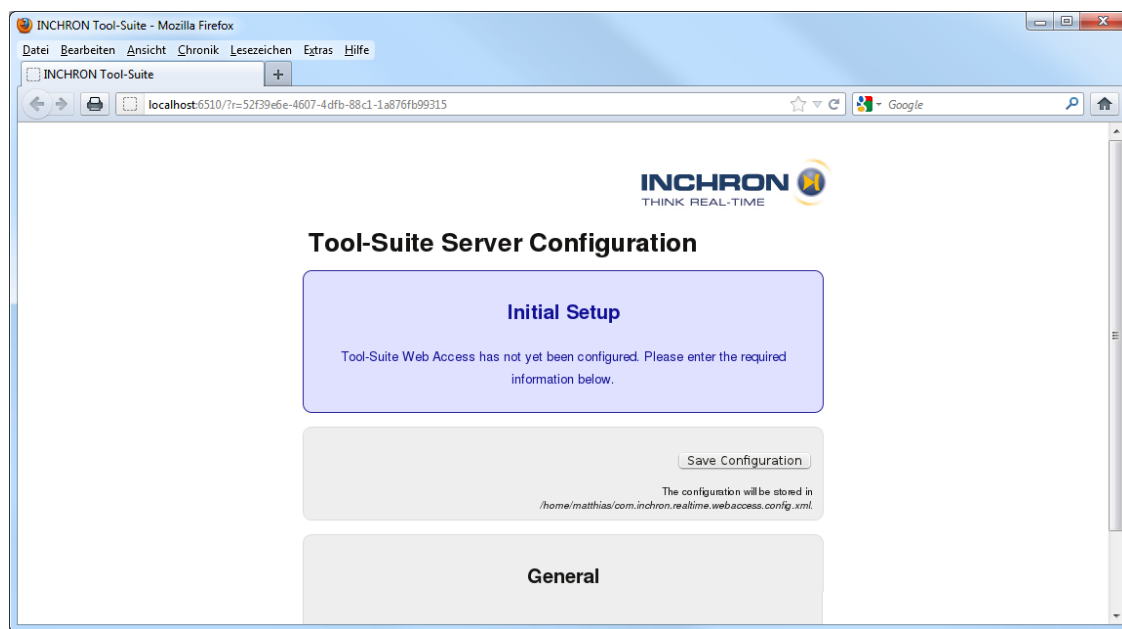 INCHRON Tool-Suite - Mozilla Firefox
Datei Bearbeiten Ansicht Chronik Lesezeichen Extras Hilfe
INCHRON Tool-Suite +
localhost:6510/?r=52f39e6e-4607-4dfb-88c1-1a876fb99315 Google
INCHRON
THINK REAL-TIME
Tool-Suite Server Configuration
Initial Setup
Tool-Suite Web Access has not yet been configured. Please enter the required
information below.
Save Configuration
The configuration will be stored in
/home/matthias/com.inchron.realtime.webaccess.config.xml.
General